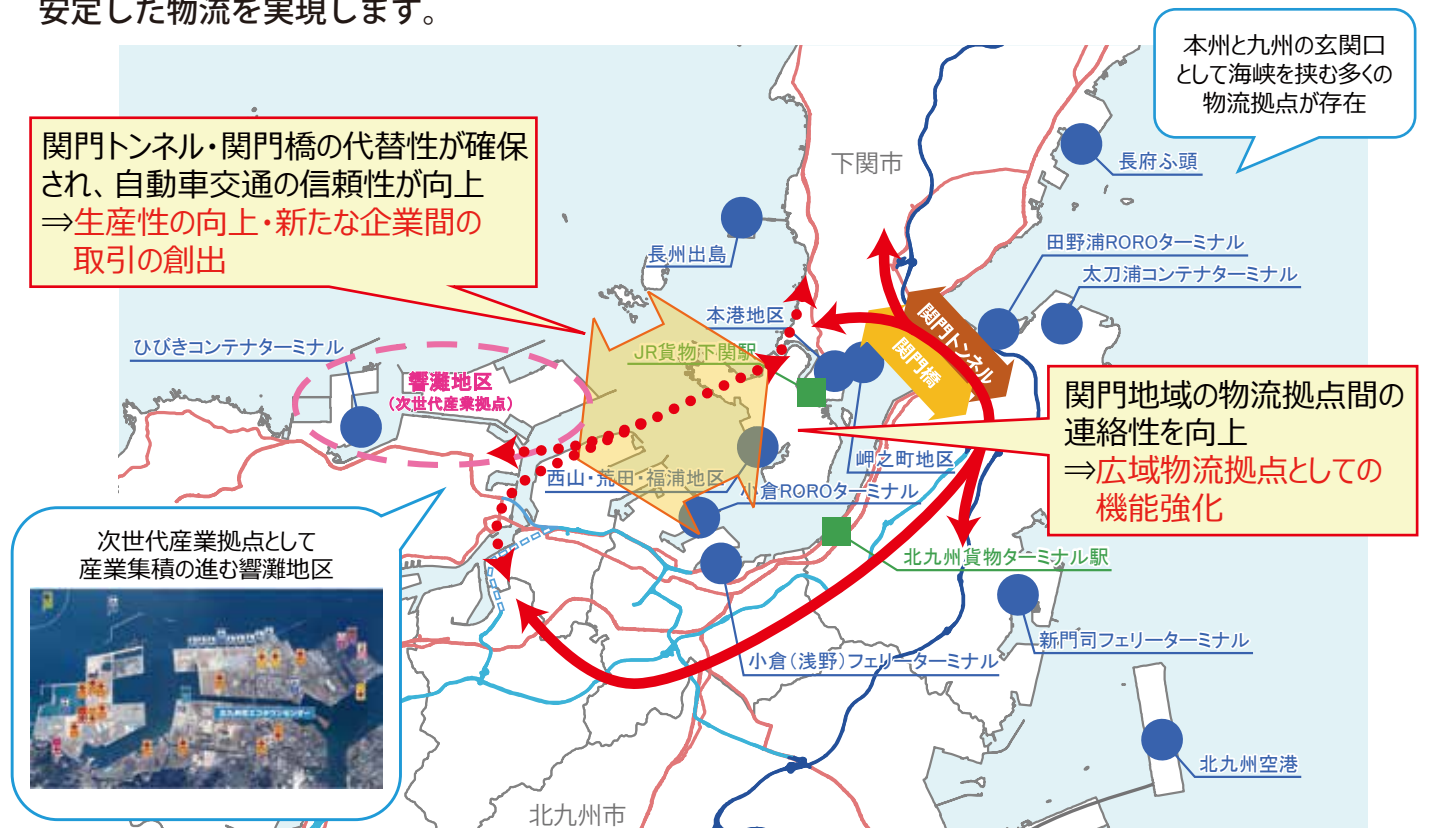 安定した物流を実現します。
本州と九州の玄関口
として海峡を挟む多くの
物流拠点が存在
関門トンネル・関門橋の代替性が確保
され、自動車交通の信頼性が向上
⇒生産性の向上・新たな企業間の
取引の創出
下関市
長府ふ頭
長州出島
田野浦ROROターミナル
太刀浦コンテナターミナル
本港地区
JR貨物下関駅
関門トンネル
関門橋
ひびきコンテナターミナル
響灘地区
(次世代産業拠点)
関門地域の物流拠点間の
連絡性を向上
⇒広域物流拠点としての
機能強化
岬之町地区
西山・荒田・福浦地区
小倉ROROターミナル
次世代産業拠点として
産業集積の進む響灘地区
北九州貨物ターミナル駅
新門司フェリーターミナル
小倉(浅野)フェリーターミナル
北九州空港
北九州市